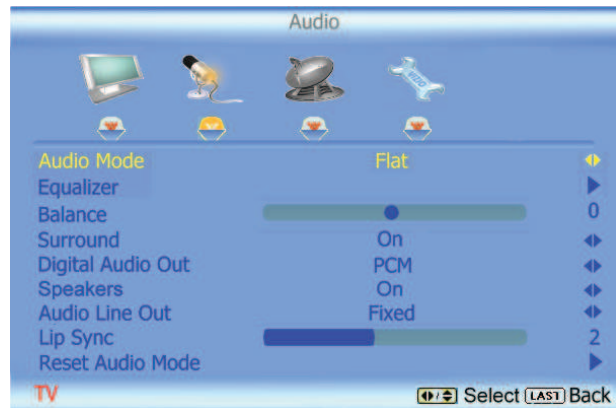 Audio
VIZIO
Audio Mode Flat
Equalizer
Balance 0
Surround On
Digital Audio Out PCM
Speakers On
Audio Line Out Fixed
Lip Sync 2
Reset Audio Mode
TV Select LAST Back